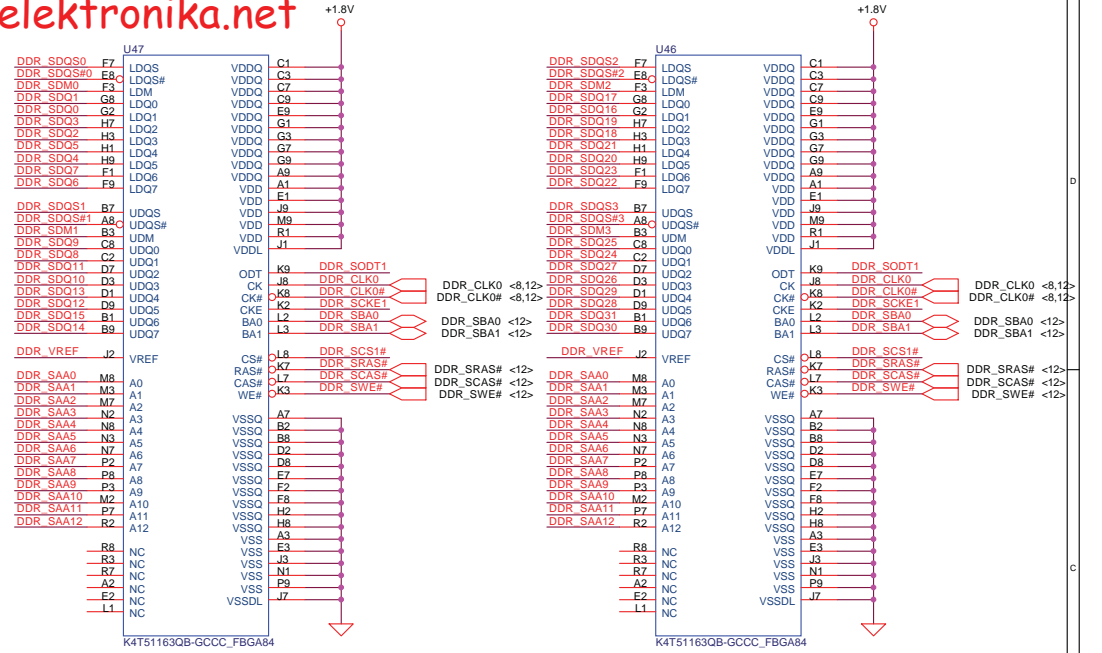 elektronika.net
+1.8V
U47
DDR_SDQS0 F7 LDQS VDDQ C1
DDR_SDQS#0 E8 LDQS# VDDQ C3
DDR_SDM0 F3 LDM VDDQ C7
DDR_SDQ1 G8 LDQ0 VDDQ C9
DDR_SDQ0 G2 LDQ1 VDDQ E9
DDR_SDQ3 H7 LDQ2 VDDQ G1
DDR_SDQ2 H3 LDQ3 VDDQ G3
DDR_SDQ5 H1 LDQ4 VDDQ G7
DDR_SDQ4 H9 LDQ5 VDDQ G9
DDR_SDQ7 F1 LDQ6 VDDQ A9
DDR_SDQ6 F9 LDQ7 VDD A1
VDD E1
DDR_SDQS1 B7 UDQS VDD J9
DDR_SDQS#1 A8 UDQS# VDD M9
DDR_SDM1 B3 UDM VDD R1
DDR_SDQ9 C8 UDQ0 VDDL J1
DDR_SDQ8 C2 UDQ1
DDR_SDQ11 D7 UDQ2 ODT K9 DDR_SODT1
DDR_SDQ10 D3 UDQ3 CK J8 DDR_CLK0 DDR_CLK0 <8,12>
DDR_SDQ13 D1 UDQ4 CK# K8 DDR_CLK0# DDR_CLK0# <8,12>
DDR_SDQ12 D9 UDQ5 CKE K2 DDR_SCKE1
DDR_SDQ15 B1 UDQ6 BA0 L2 DDR_SBA0 DDR_SBA0 <12>
DDR_SDQ14 B9 UDQ7 BA1 L3 DDR_SBA1 DDR_SBA1 <12>
DDR_VREF J2 VREF CS# L8 DDR_SCS1#
RAS# K7 DDR_SRAS# DDR_SRAS# <12>
DDR_SAA0 M8 A0 CAS# L7 DDR_SCAS# DDR_SCAS# <12>
DDR_SAA1 M3 A1 WE# K3 DDR_SWE# DDR_SWE# <12>
DDR_SAA2 M7 A2
DDR_SAA3 N2 A3 VSSQ A7
DDR_SAA4 N8 A4 VSSQ B2
DDR_SAA5 N3 A5 VSSQ B8
DDR_SAA6 N7 A6 VSSQ D2
DDR_SAA7 P2 A7 VSSQ D8
DDR_SAA8 P8 A8 VSSQ E7
DDR_SAA9 P3 A9 VSSQ F2
DDR_SAA10 M2 A10 VSSQ F8
DDR_SAA11 P7 A11 VSSQ H2
DDR_SAA12 R2 A12 VSSQ H8
VSS A3
R8 NC VSS E3
R3 NC VSS J3
R7 NC VSS N1
A2 NC VSS P9
E2 NC VSSDL J7
L1 NC
K4T51163QB-GCCC_FBGA84
+1.8V
U46
DDR_SDQS2 F7 LDQS VDDQ C1
DDR_SDQS#2 E8 LDQS# VDDQ C3
DDR_SDM2 F3 LDM VDDQ C7
DDR_SDQ17 G8 LDQ0 VDDQ C9
DDR_SDQ16 G2 LDQ1 VDDQ E9
DDR_SDQ19 H7 LDQ2 VDDQ G1
DDR_SDQ18 H3 LDQ3 VDDQ G3
DDR_SDQ21 H1 LDQ4 VDDQ G7
DDR_SDQ20 H9 LDQ5 VDDQ G9
DDR_SDQ23 F1 LDQ6 VDDQ A9
DDR_SDQ22 F9 LDQ7 VDD A1
VDD E1
DDR_SDQS3 B7 UDQS VDD J9
DDR_SDQS#3 A8 UDQS# VDD M9
DDR_SDM3 B3 UDM VDD R1
DDR_SDQ25 C8 UDQ0 VDDL J1
DDR_SDQ24 C2 UDQ1
DDR_SDQ27 D7 UDQ2 ODT K9 DDR_SODT1
DDR_SDQ26 D3 UDQ3 CK J8 DDR_CLK0 DDR_CLK0 <8,12>
DDR_SDQ29 D1 UDQ4 CK# K8 DDR_CLK0# DDR_CLK0# <8,12>
DDR_SDQ28 D9 UDQ5 CKE K2 DDR_SCKE1
DDR_SDQ31 B1 UDQ6 BA0 L2 DDR_SBA0 DDR_SBA0 <12>
DDR_SDQ30 B9 UDQ7 BA1 L3 DDR_SBA1 DDR_SBA1 <12>
DDR_VREF J2 VREF CS# L8 DDR_SCS1#
RAS# K7 DDR_SRAS# DDR_SRAS# <12>
DDR_SAA0 M8 A0 CAS# L7 DDR_SCAS# DDR_SCAS# <12>
DDR_SAA1 M3 A1 WE# K3 DDR_SWE# DDR_SWE# <12>
DDR_SAA2 M7 A2
DDR_SAA3 N2 A3 VSSQ A7
DDR_SAA4 N8 A4 VSSQ B2
DDR_SAA5 N3 A5 VSSQ B8
DDR_SAA6 N7 A6 VSSQ D2
DDR_SAA7 P2 A7 VSSQ D8
DDR_SAA8 P8 A8 VSSQ E7
DDR_SAA9 P3 A9 VSSQ F2
DDR_SAA10 M2 A10 VSSQ F8
DDR_SAA11 P7 A11 VSSQ H2
DDR_SAA12 R2 A12 VSSQ H8
VSS A3
R8 NC VSS E3
R3 NC VSS J3
R7 NC VSS N1
A2 NC VSS P9
E2 NC VSSDL J7
L1 NC
K4T51163QB-GCCC_FBGA84
D
C